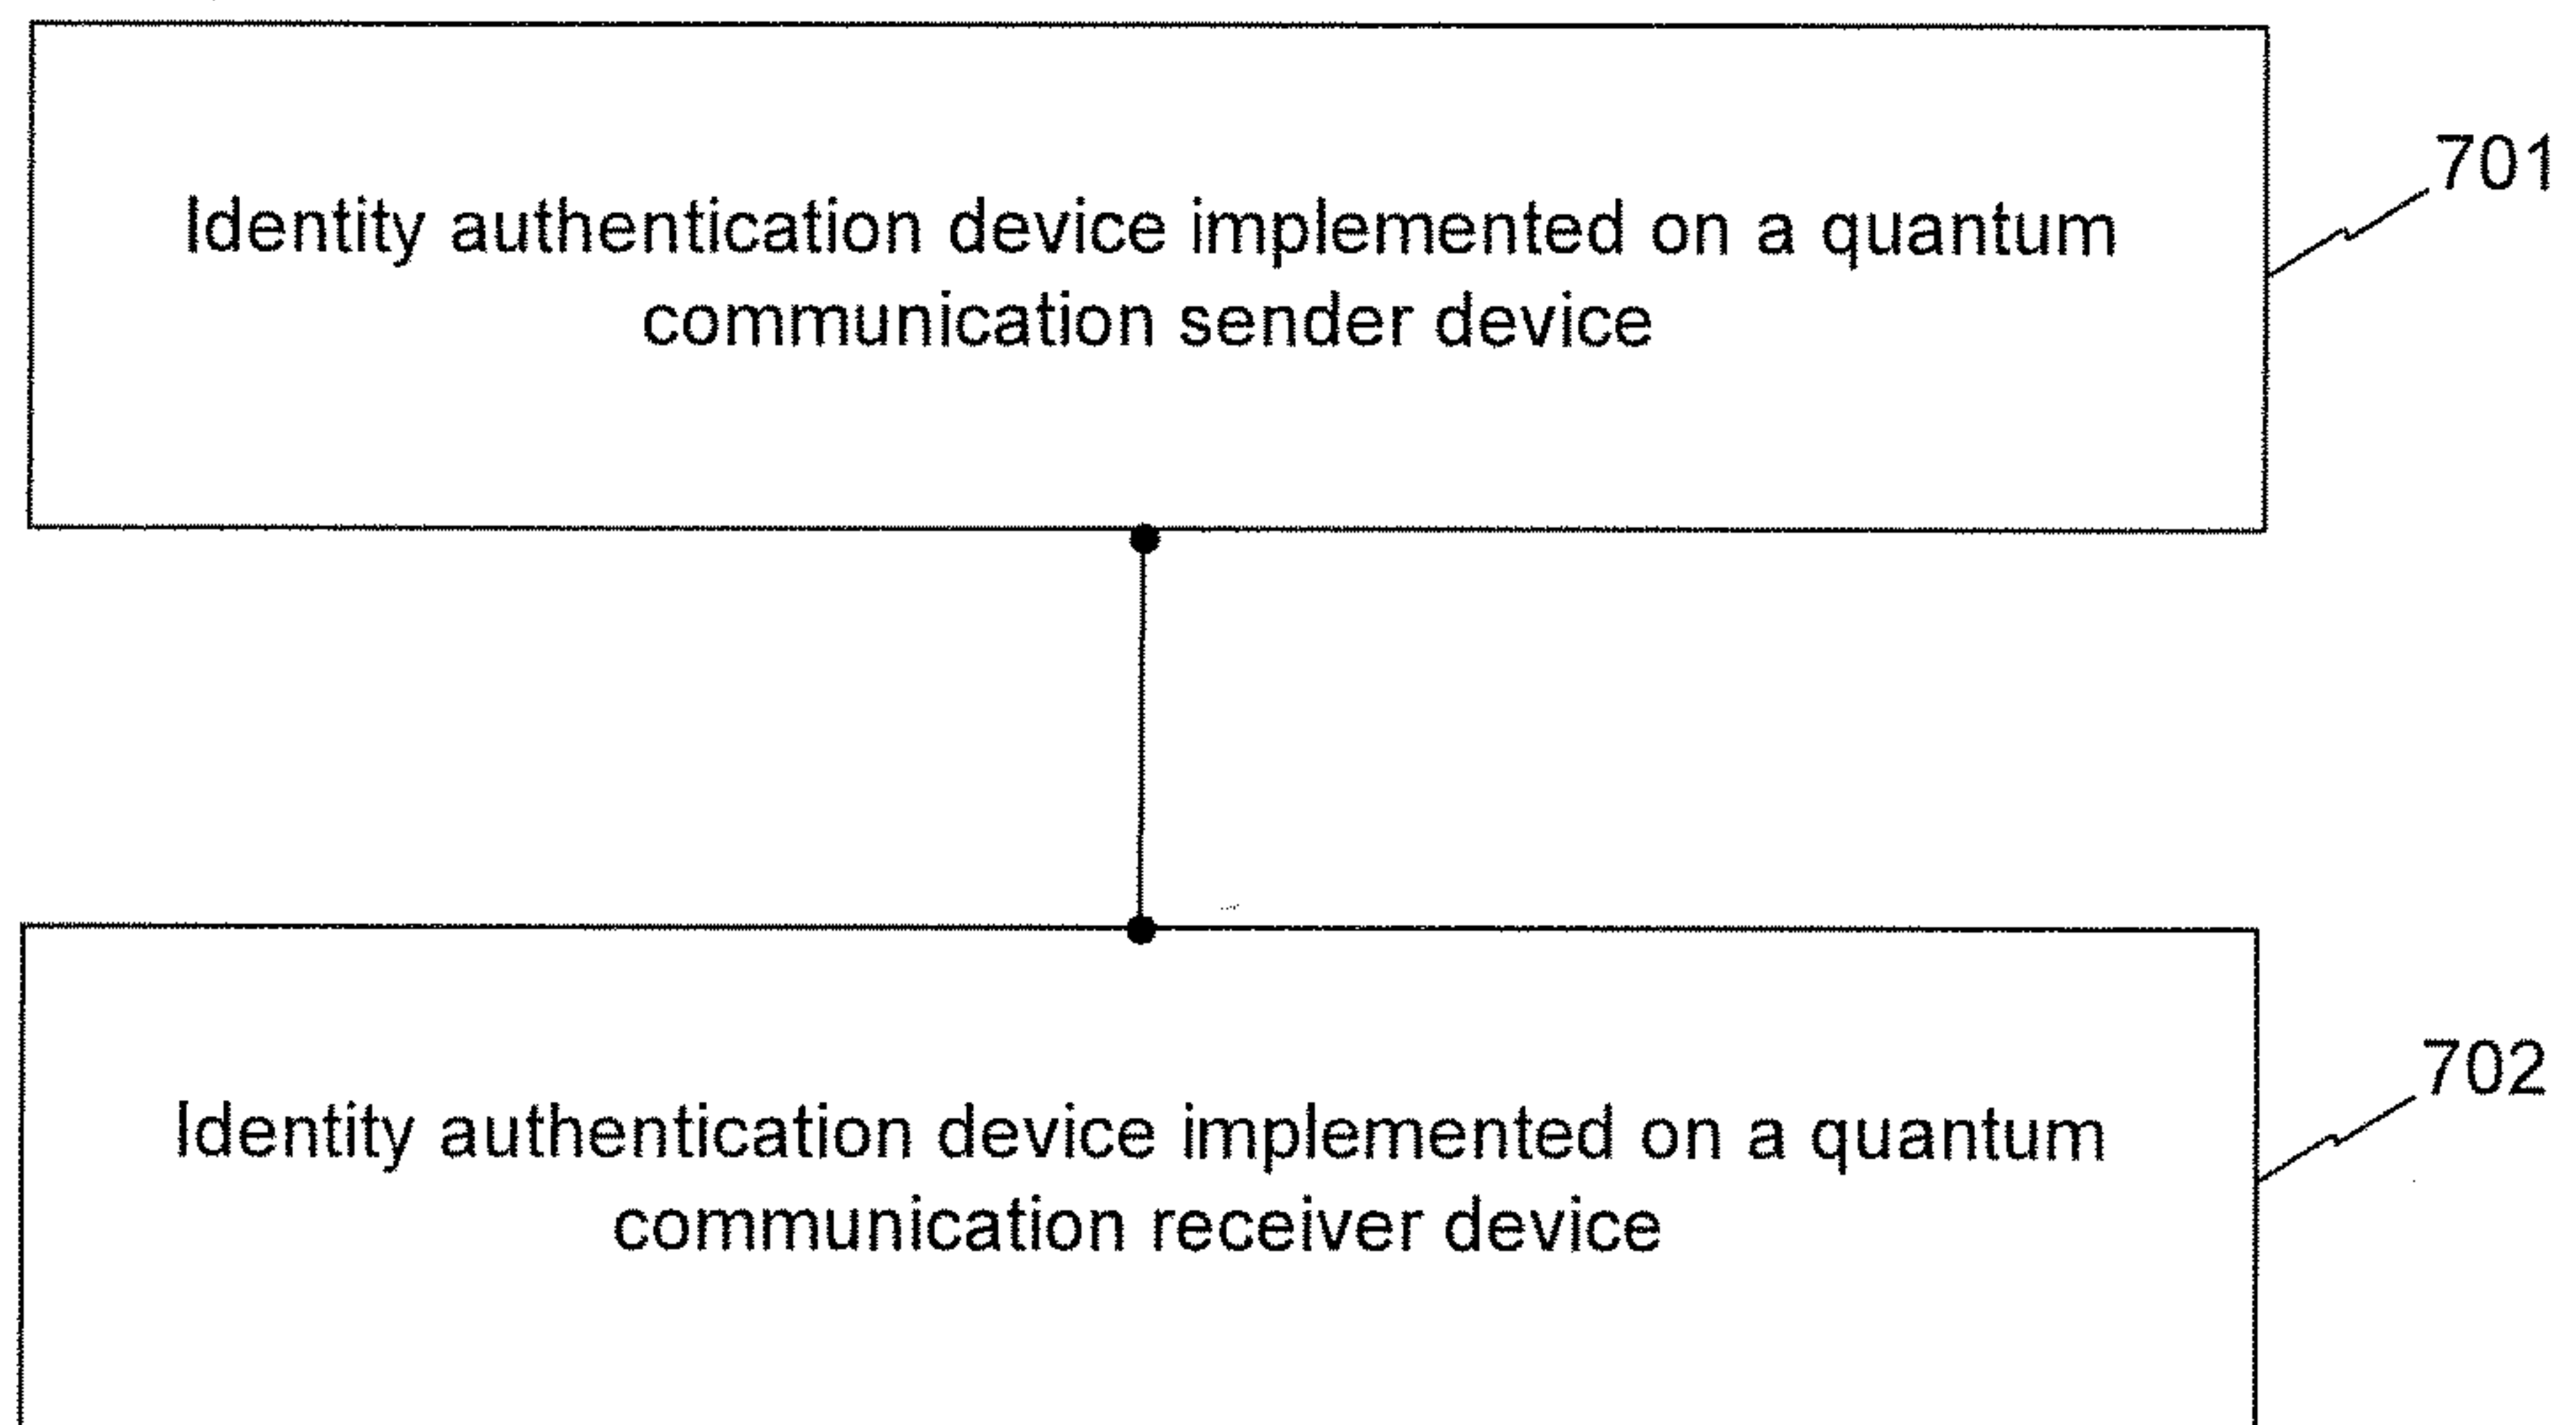 Identity authentication device implemented on a quantum
communication sender device
701
Identity authentication device implemented on a quantum
communication receiver device
702